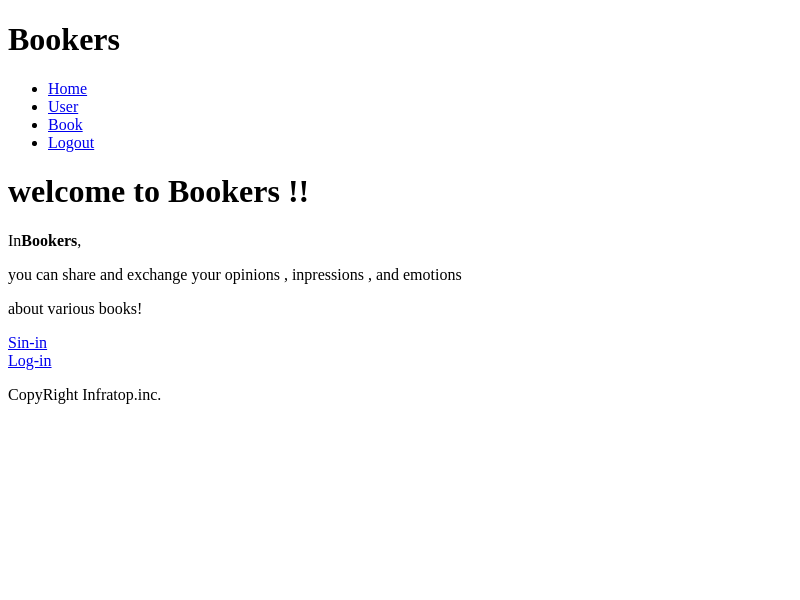 Bookers
Home
User
Book
Logout
welcome to Bookers !!
InBookers,
you can share and exchange your opinions , inpressions , and emotions
about various books!
Sin-in
Log-in
CopyRight Infratop.inc.